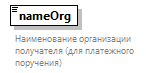 nameOrg
Наименование организации
получателя (для платежного
поручения)